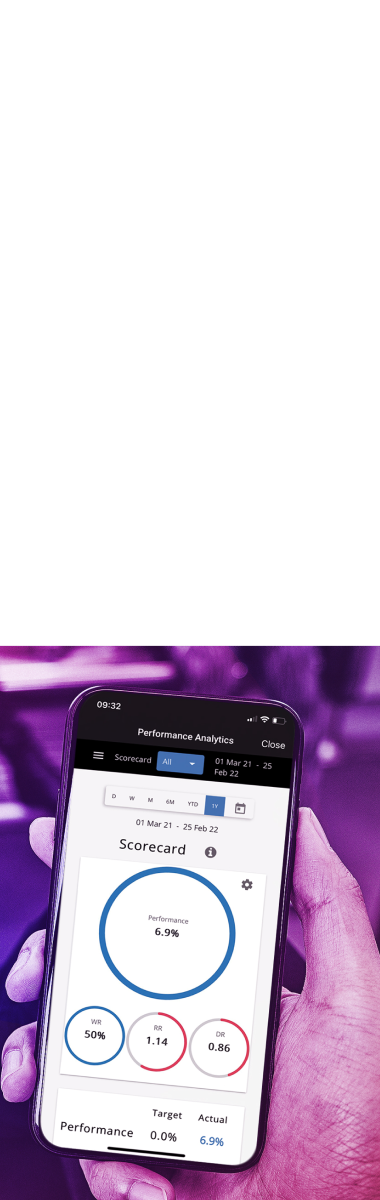 09:32
Performance Analytics
Close
Scorecard
All
01 Mar 21 - 25
Feb 22
D W M 6M YTD 1Y
01 Mar 21 - 25 Feb 22
Scorecard
Performance
6.9%
WR
50%
RR
1.14
DR
0.86
Target Actual
Performance 0.0% 6.9%